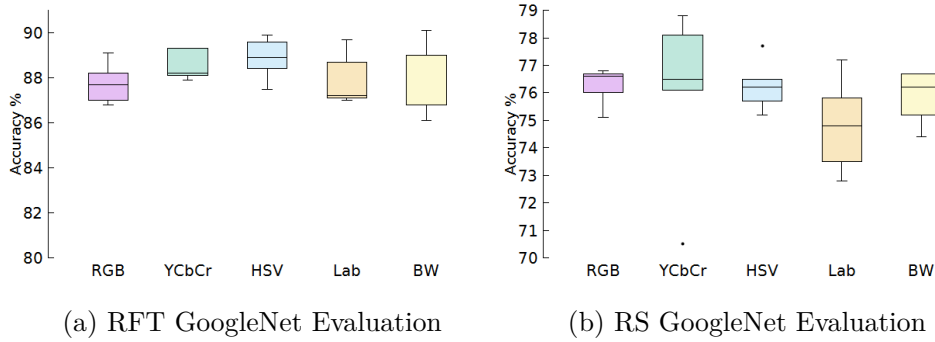 Accuracy %
90
88
86
84
82
80
RGB YCbCr HSV Lab BW
(a) RFT GoogleNet Evaluation
Accuracy %
79
78
77
76
75
74
73
72
71
70
RGB YCbCr HSV Lab BW
(b) RS GoogleNet Evaluation